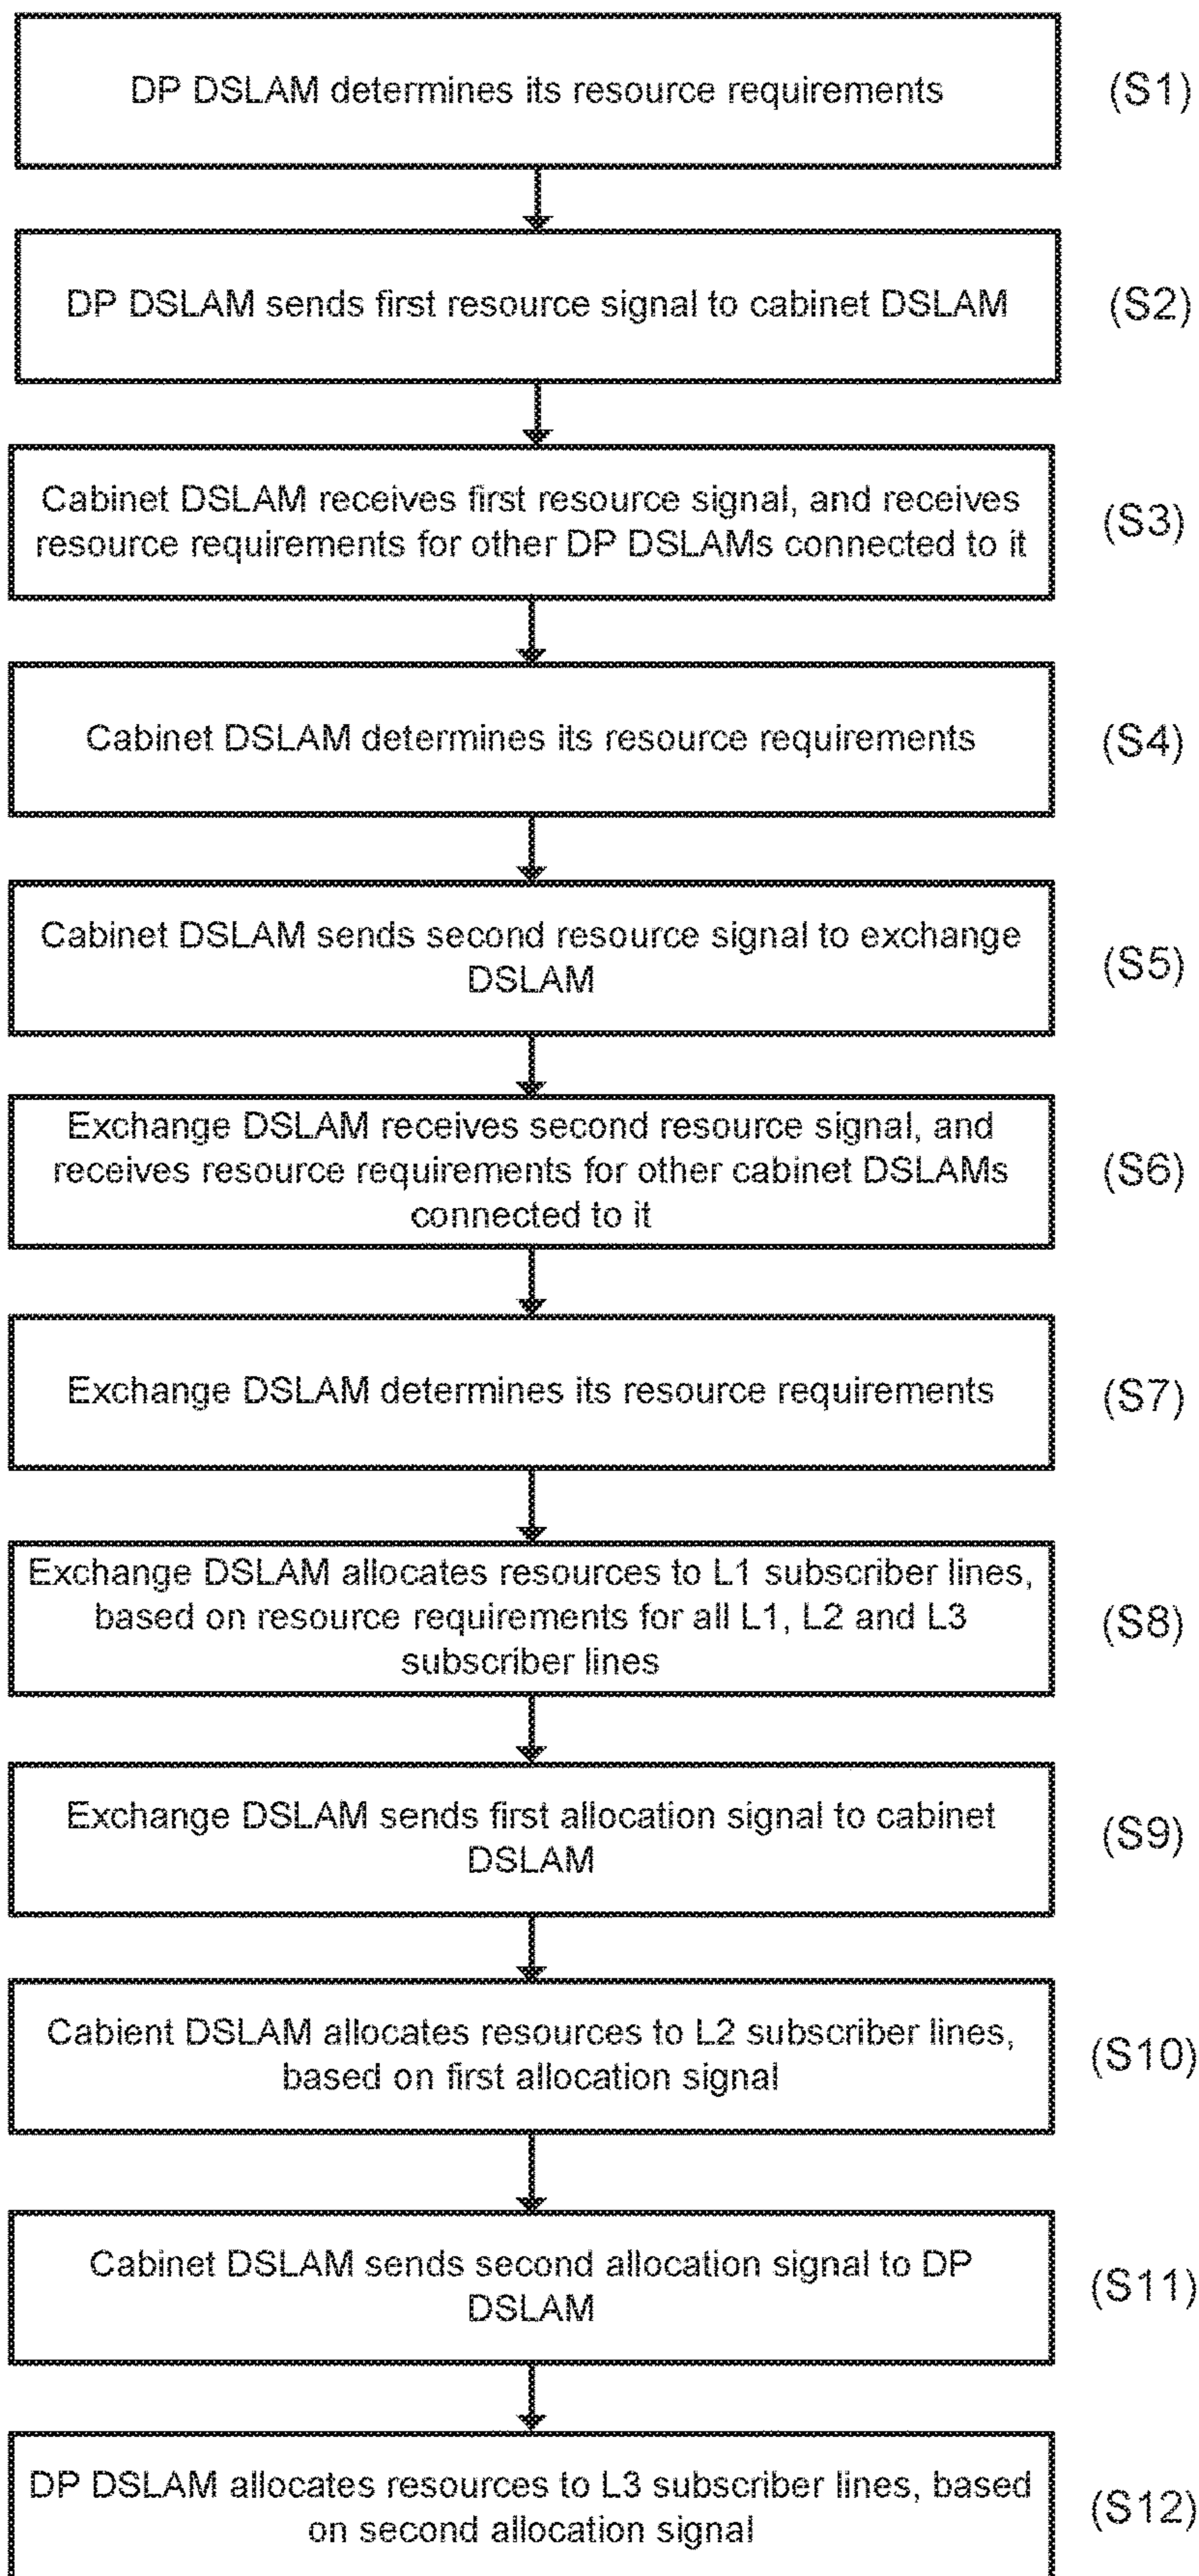 DP DSLAM determines its resource requirements
(S1)
DP DSLAM sends first resource signal to cabinet DSLAM
(S2)
Cabinet DSLAM receives first resource signal, and receives
resource requirements for other DP DSLAMs connected to it
(S3)
Cabinet DSLAM determines its resource requirements
(S4)
Cabinet DSLAM sends second resource signal to exchange
DSLAM
(S5)
Exchange DSLAM receives second resource signal, and
receives resource requirements for other cabinet DSLAMs
connected to it
(S6)
Exchange DSLAM determines its resource requirements
(S7)
Exchange DSLAM allocates resources to L1 subscriber lines,
based on resource requirements for all L1, L2 and L3
subscriber lines
(S8)
Exchange DSLAM sends first allocation signal to cabinet
DSLAM
(S9)
Cabient DSLAM allocates resources to L2 subscriber lines,
based on first allocation signal
(S10)
Cabinet DSLAM sends second allocation signal to DP
DSLAM
(S11)
DP DSLAM allocates resources to L3 subscriber lines, based
on second allocation signal
(S12)